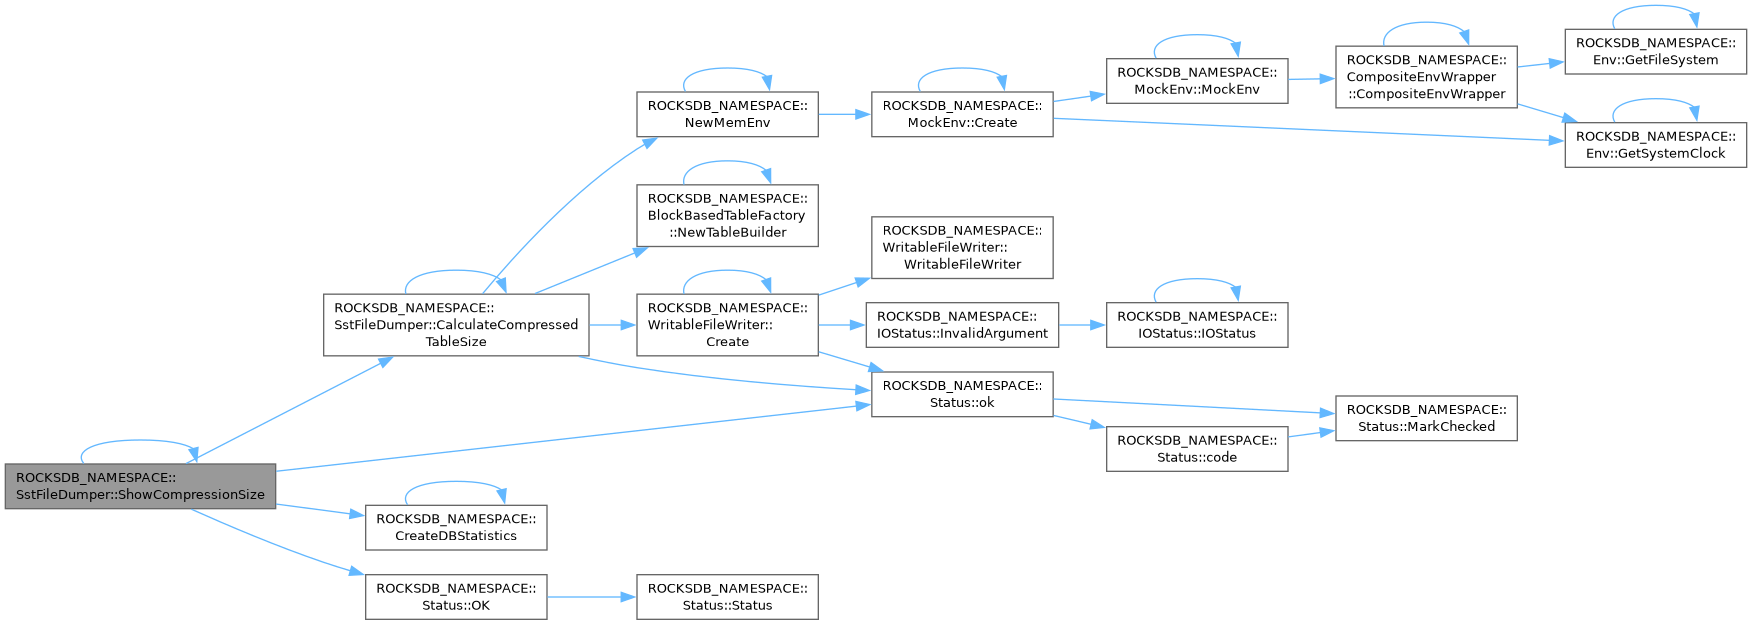 ROCKSDB_NAMESPACE::
SstFileDumper::ShowCompressionSize
ROCKSDB_NAMESPACE::
SstFileDumper::CalculateCompressed
TableSize
ROCKSDB_NAMESPACE::
NewMemEnv
ROCKSDB_NAMESPACE::
MockEnv::Create
ROCKSDB_NAMESPACE::
MockEnv::MockEnv
ROCKSDB_NAMESPACE::
CompositeEnvWrapper
::CompositeEnvWrapper
ROCKSDB_NAMESPACE::
Env::GetFileSystem
ROCKSDB_NAMESPACE::
Env::GetSystemClock
ROCKSDB_NAMESPACE::
BlockBasedTableFactory
::NewTableBuilder
ROCKSDB_NAMESPACE::
WritableFileWriter::
Create
ROCKSDB_NAMESPACE::
WritableFileWriter::
WritableFileWriter
ROCKSDB_NAMESPACE::
IOStatus::InvalidArgument
ROCKSDB_NAMESPACE::
IOStatus::IOStatus
ROCKSDB_NAMESPACE::
Status::ok
ROCKSDB_NAMESPACE::
Status::code
ROCKSDB_NAMESPACE::
Status::MarkChecked
ROCKSDB_NAMESPACE::
CreateDBStatistics
ROCKSDB_NAMESPACE::
Status::OK
ROCKSDB_NAMESPACE::
Status::Status